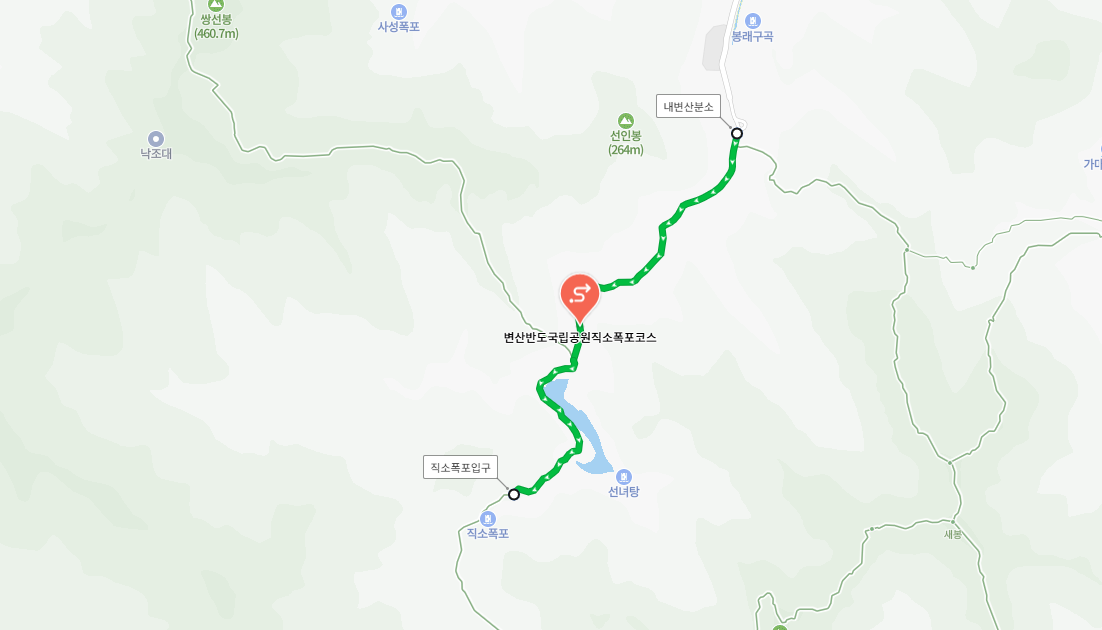 쌍선봉
(460.7m)
사성폭포
봉래구곡
내변산분소
선인봉
(264m)
낙조대
변산반도국립공원직소폭포코스
직소폭포입구
선녀탕
직소폭포
새봉